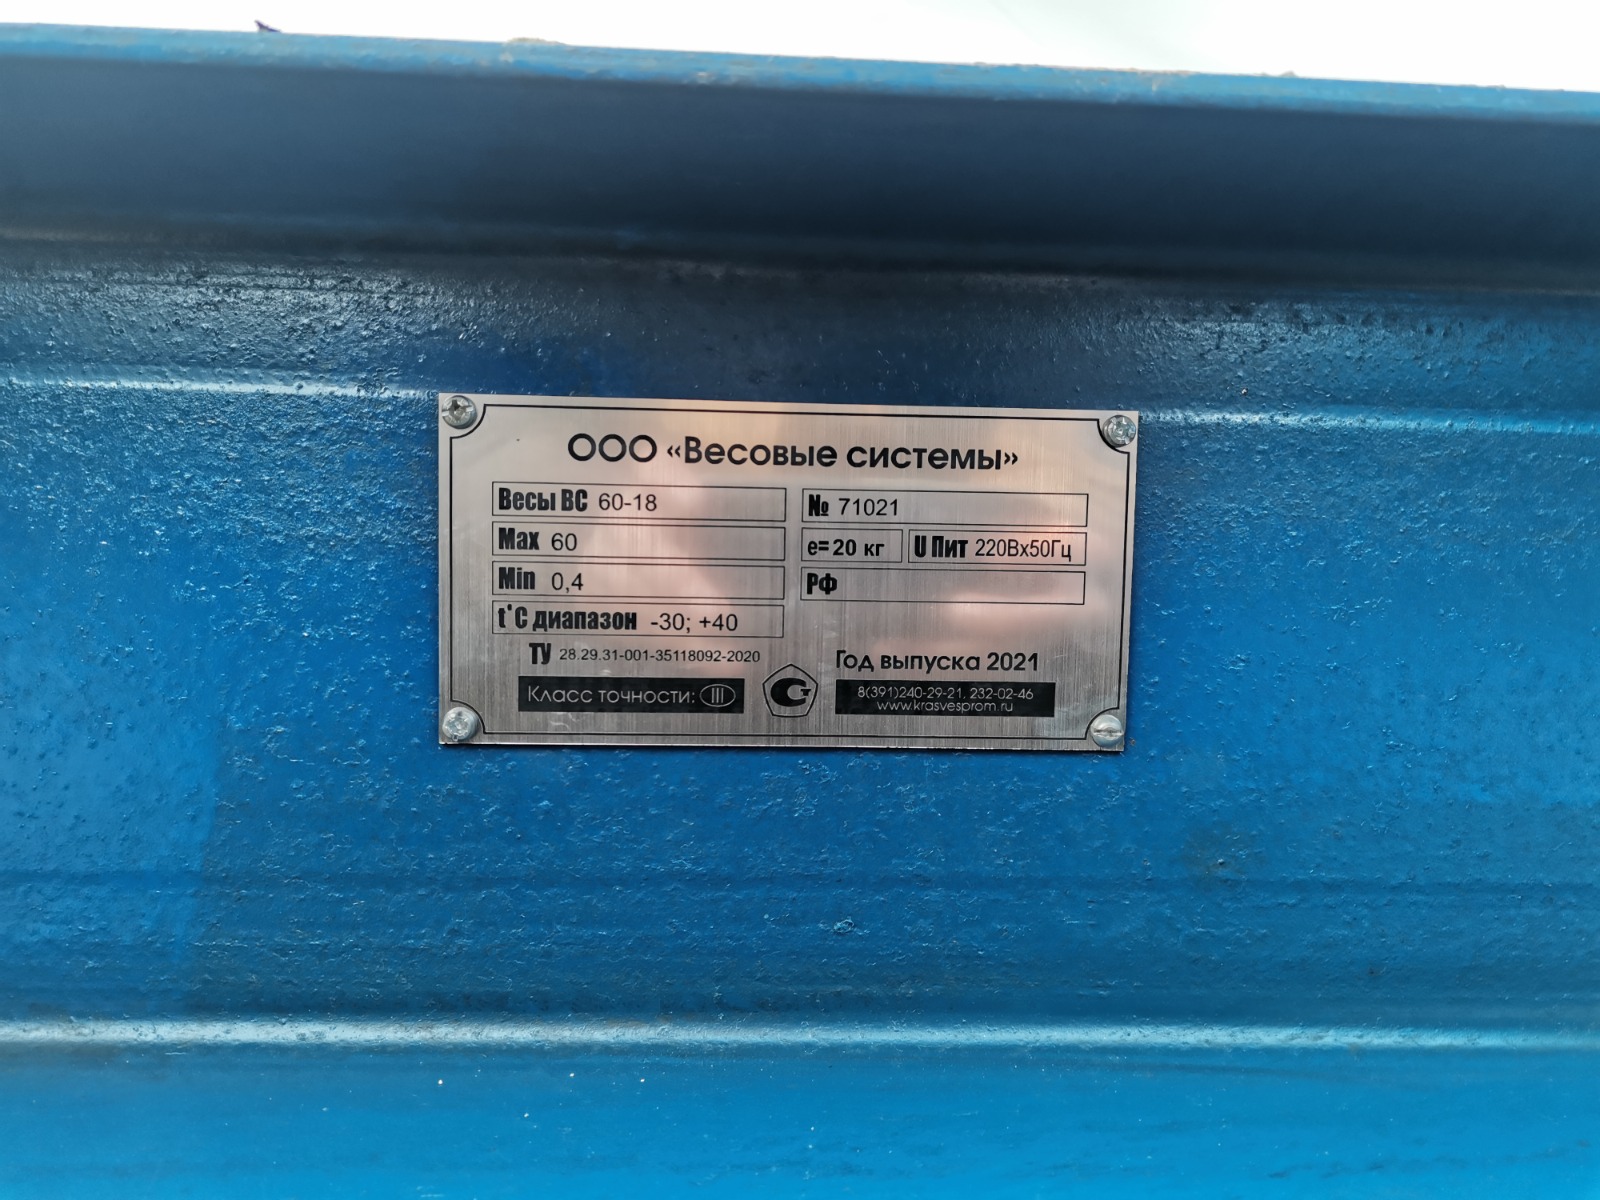 ООО «Весовые системы»
Весы ВС 60-18
№ 71021
Max 60
e= 20 кг
U Пит 220Вх50Гц
Min 0,4
РФ
t°C диапазон -30; +40
ТУ 28.29.31-001-35118092-2020
Год выпуска 2021
Класс точности: III
8(391)240-29-21, 232-02-46
www.krasvesprom.ru